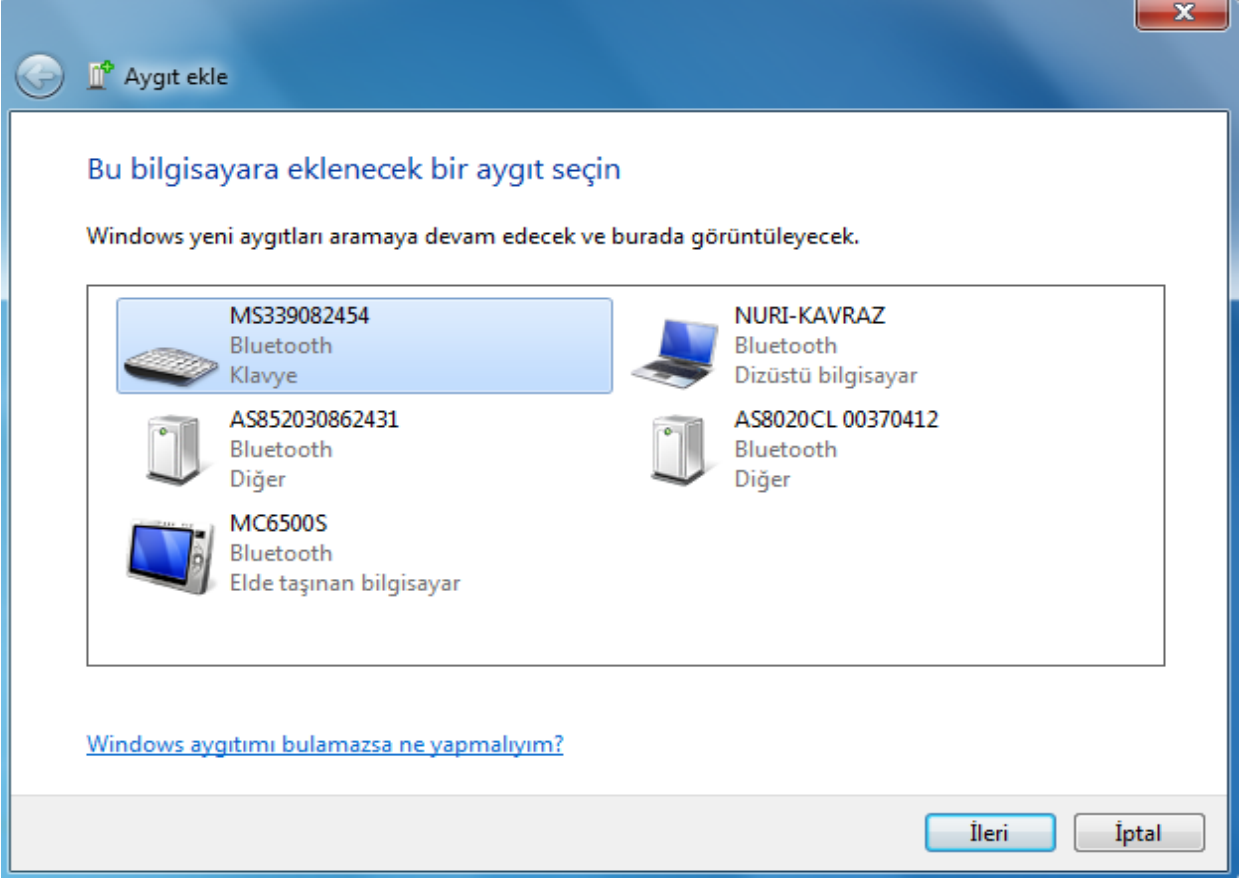 Aygıt ekle
Bu bilgisayara eklenecek bir aygıt seçin
Windows yeni aygıtları aramaya devam edecek ve burada görüntüleyecek.
MS339082454
Bluetooth
Klavye
NURI-KAVRAZ
Bluetooth
Dizüstü bilgisayar
AS852030862431
Bluetooth
Diğer
AS8020CL 00370412
Bluetooth
Diğer
MC6500S
Bluetooth
Elde taşınan bilgisayar
Windows aygıtımı bulamazsa ne yapmalıyım?
İleri
İptal